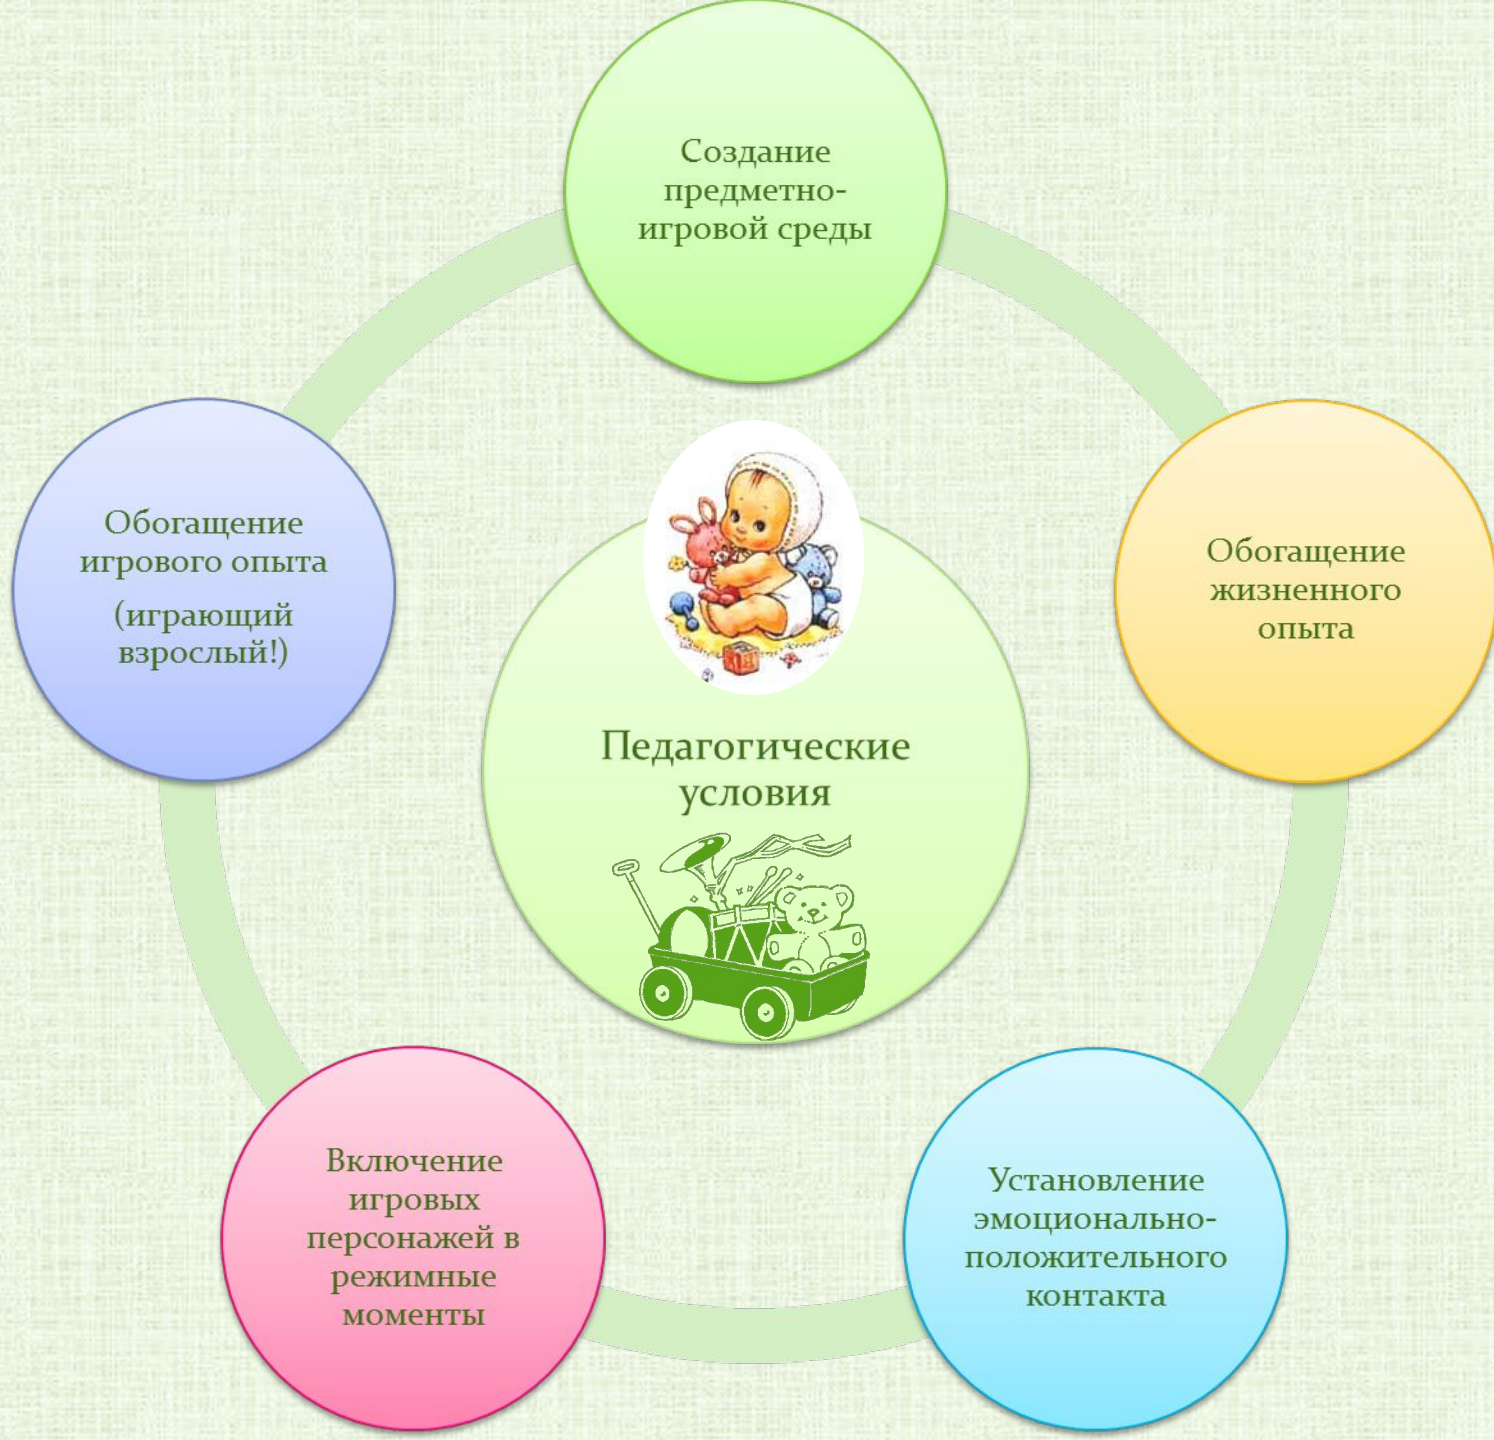 Создание
предметно-
игровой среды
Обогащение
жизненного
опыта
Установление
эмоционально-
положительного
контакта
Включение
игровых
персонажей в
режимные
моменты
Обогащение
игрового опыта
(играющий
взрослый!)
Педагогические
условия